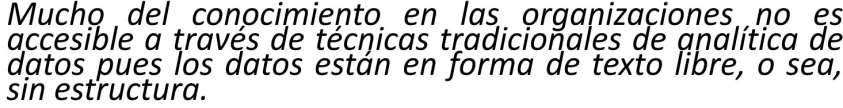 Mucho del conocimiento en las organizaciones no es
accesible a través de técnicas tradicionales de analítica de
datos pues los datos están en forma de texto libre, o sea,
sin estructura.